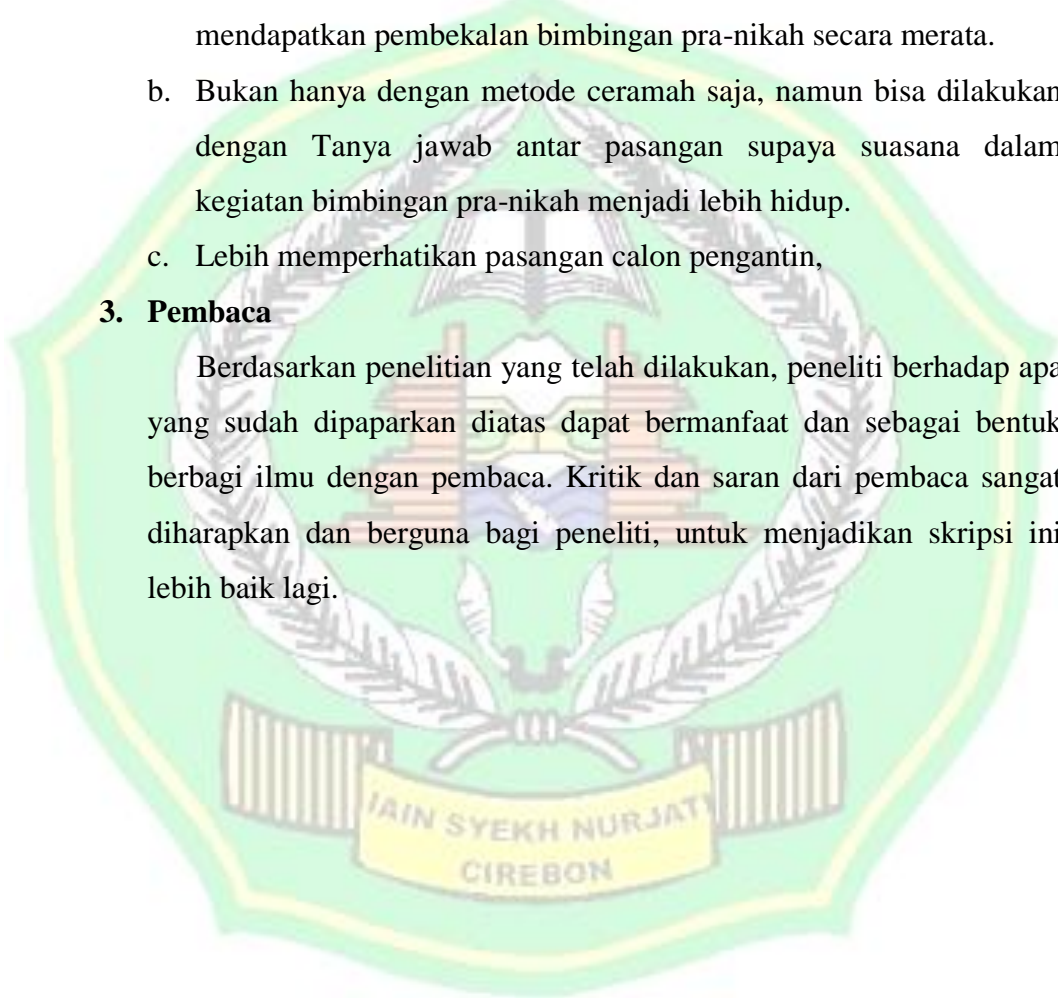 mendapatkan pembekalan bimbingan pra-nikah secara merata.
b. Bukan hanya dengan metode ceramah saja, namun bisa dilakukan
dengan Tanya jawab antar pasangan supaya suasana dalam
kegiatan bimbingan pra-nikah menjadi lebih hidup.
c. Lebih memperhatikan pasangan calon pengantin,
3. Pembaca
Berdasarkan penelitian yang telah dilakukan, peneliti berhadap apa
yang sudah dipaparkan diatas dapat bermanfaat dan sebagai bentuk
berbagi ilmu dengan pembaca. Kritik dan saran dari pembaca sangat
diharapkan dan berguna bagi peneliti, untuk menjadikan skripsi ini
lebih baik lagi.
IAIN SYEKH NURJATI
CIREBON